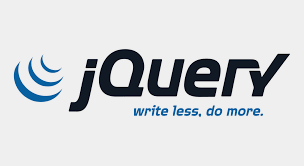 jQuery
write less, do more.